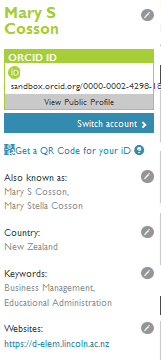 Mary S
Cosson
ORCID ID
iD
sandbox.orcid.org/0000-0002-4298-18
View Public Profile
Switch account
Get a QR Code for your iD
Also known as:
Mary S Cosson,
Mary Stella Cosson
Country:
New Zealand
Keywords:
Business Management,
Educational Administration
Websites:
https://d-elem.lincoln.ac.nz